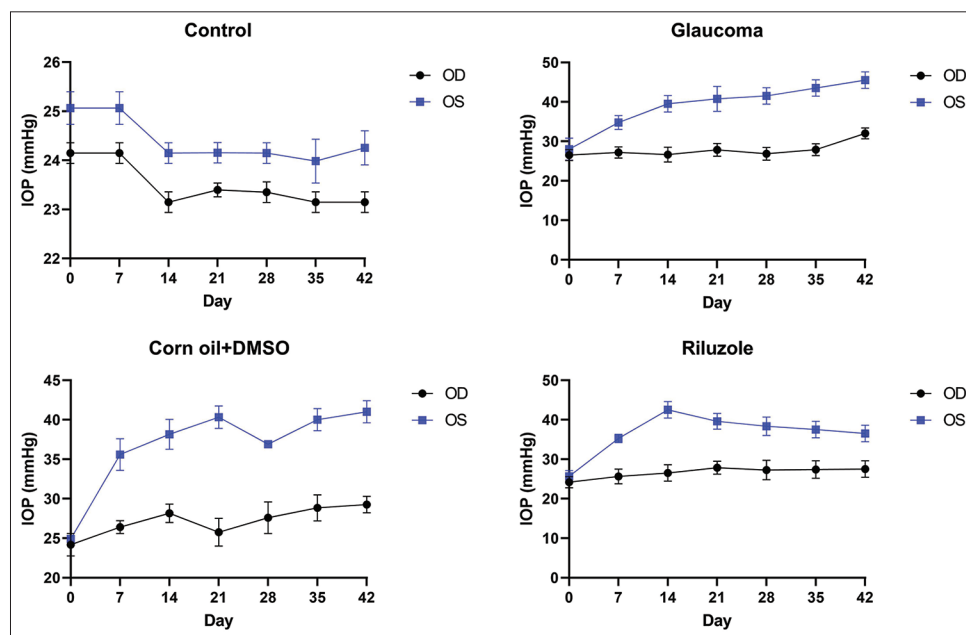 Control
26
25
24
23
22
IOP (mmHg)
0 7 14 21 28 35 42
Day
OD
OS
Glaucoma
50
40
30
20
10
0
IOP (mmHg)
0 7 14 21 28 35 42
Day
OD
OS
Corn oil+DMSO
45
40
35
30
25
20
IOP (mmHg)
0 7 14 21 28 35 42
Day
OD
OS
Riluzole
50
40
30
20
10
0
IOP (mmHg)
0 7 14 21 28 35 42
Day
OD
OS